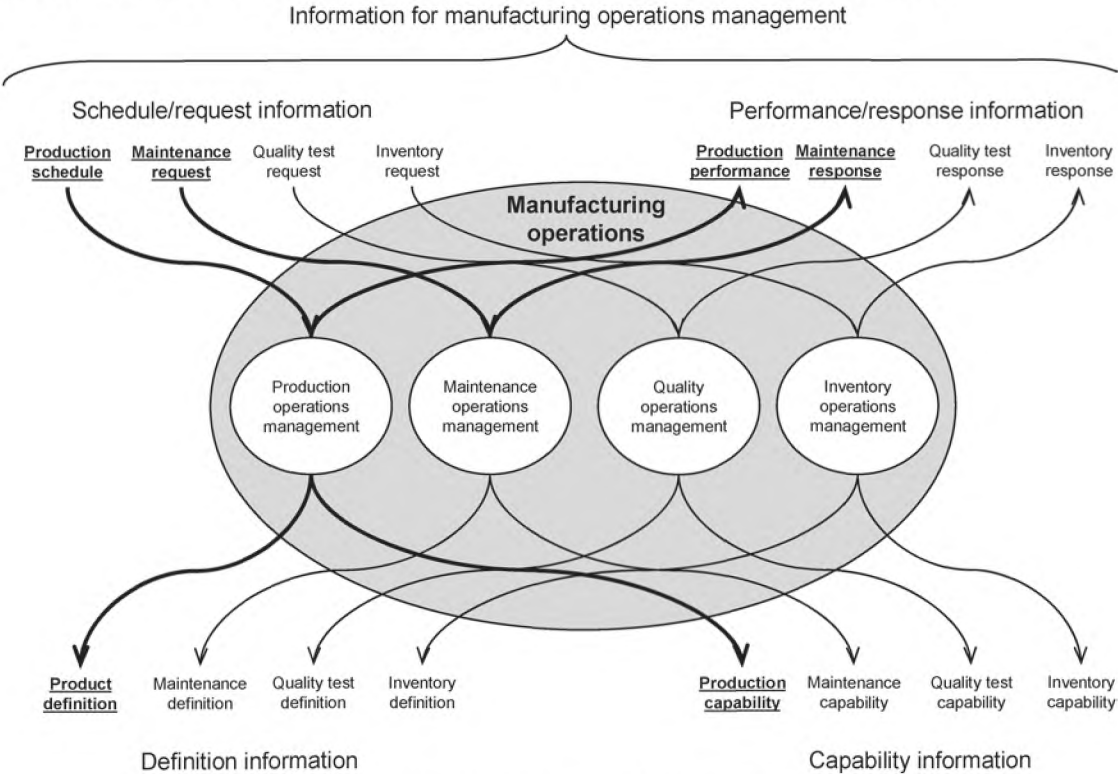 Information for manufacturing operations management
Schedule/request information
Performance/response information
Production
schedule
Maintenance
request
Quality test
request
Inventory
request
Production
performance
Maintenance
response
Quality test
response
Inventory
response
Manufacturing
operations
Production
operations
management
Maintenance
operations
management
Quality
operations
management
Inventory
operations
management
Product
definition
Maintenance
definition
Quality test
definition
Inventory
definition
Production
capability
Maintenance
capability
Quality test
capability
Inventory
capability
Definition information
Capability information